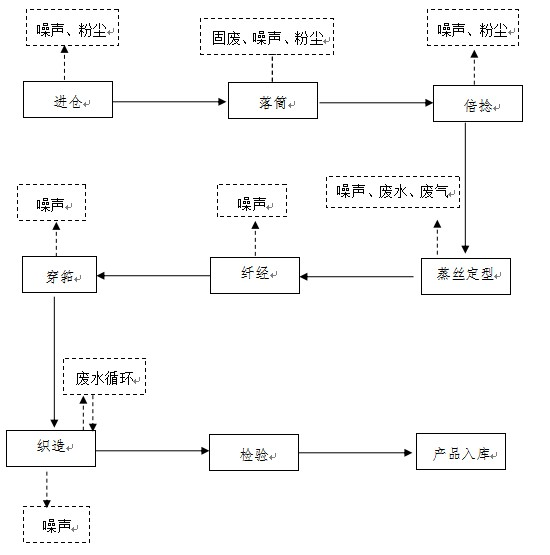 噪声、粉尘
固废、噪声、粉尘
噪声、粉尘
进仓
落筒
倍捻
噪声
噪声
噪声、废水、废气
穿筘
纤经
蒸丝定型
废水循环
织造
检验
产品入库
噪声